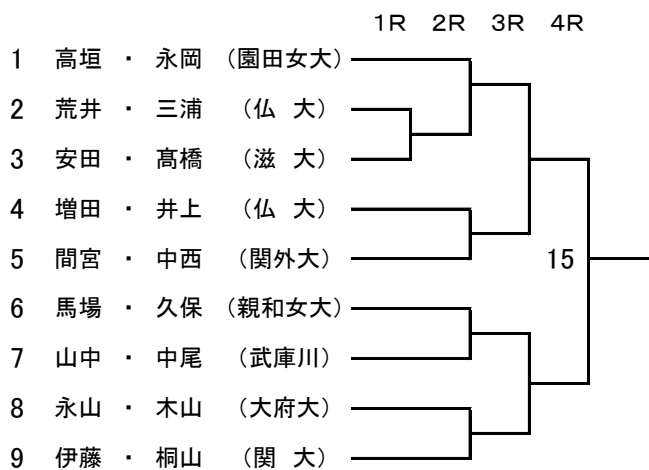 １Ｒ ２Ｒ ３Ｒ ４Ｒ
1 高垣 ・ 永岡 （園田女大）
2 荒井 ・ 三浦 （仏 大）
3 安田 ・ 髙橋 （滋 大）
4 増田 ・ 井上 （仏 大）
5 間宮 ・ 中西 （関外大） 15
6 馬場 ・ 久保 （親和女大）
7 山中 ・ 中尾 （武庫川）
8 永山 ・ 木山 （大府大）
9 伊藤 ・ 桐山 （関 大）